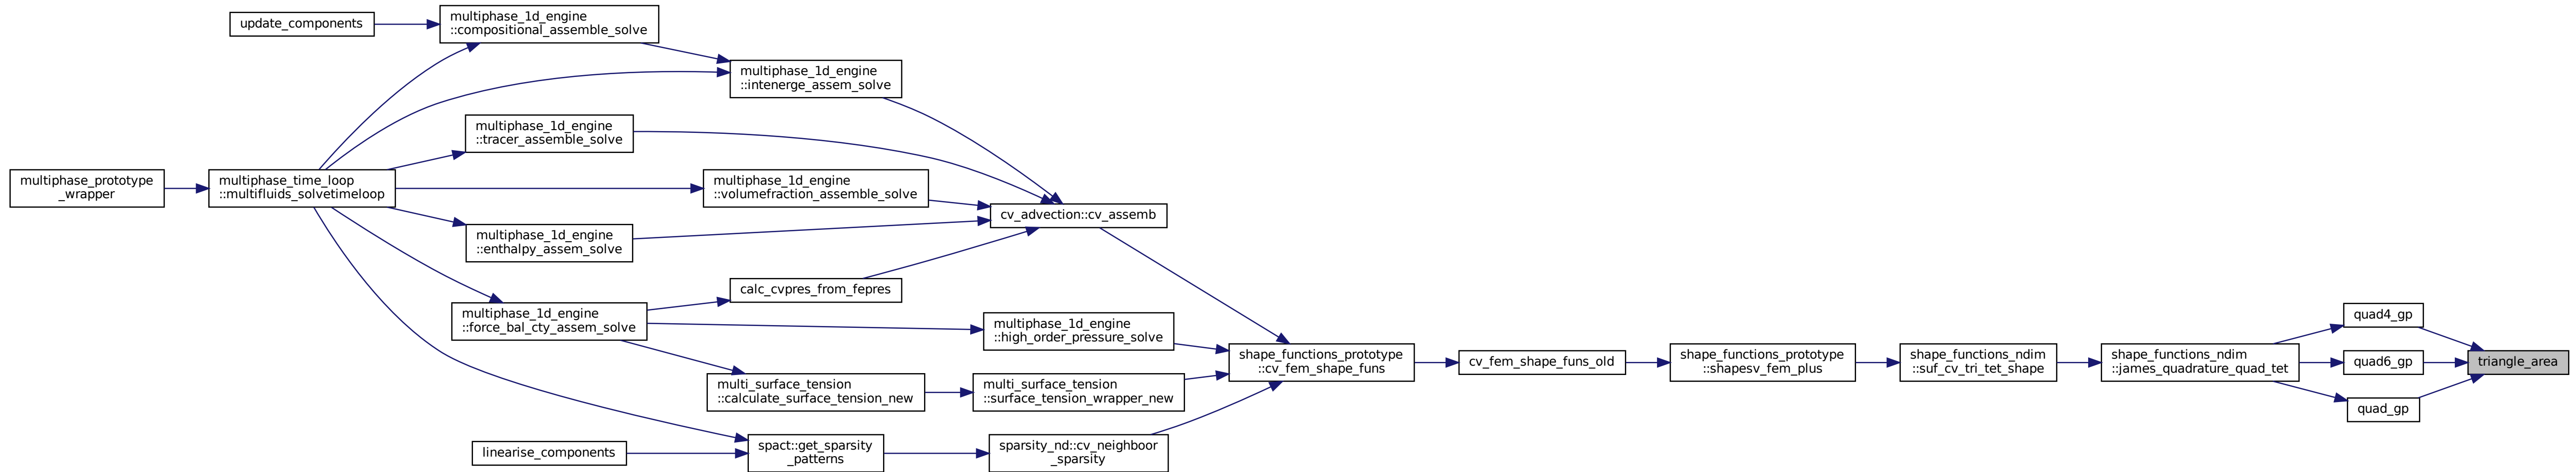 update_components
multiphase_1d_engine
::compositional_assemble_solve
multiphase_1d_engine
::intenerge_assem_solve
multiphase_1d_engine
::tracer_assemble_solve
multiphase_prototype
_wrapper
multiphase_time_loop
::multifluids_solvetimeloop
multiphase_1d_engine
::volumefraction_assemble_solve
cv_advection::cv_assemb
multiphase_1d_engine
::enthalpy_assem_solve
calc_cvpres_from_fepres
multiphase_1d_engine
::force_bal_cty_assem_solve
multiphase_1d_engine
::high_order_pressure_solve
shape_functions_prototype
::cv_fem_shape_funs
cv_fem_shape_funs_old
shape_functions_prototype
::shapesv_fem_plus
shape_functions_ndim
::suf_cv_tri_tet_shape
shape_functions_ndim
::james_quadrature_quad_tet
quad4_gp
quad6_gp
quad_gp
triangle_area
multi_surface_tension
::calculate_surface_tension_new
multi_surface_tension
::surface_tension_wrapper_new
linearise_components
spact::get_sparsity
_patterns
sparsity_nd::cv_neighboor
_sparsity